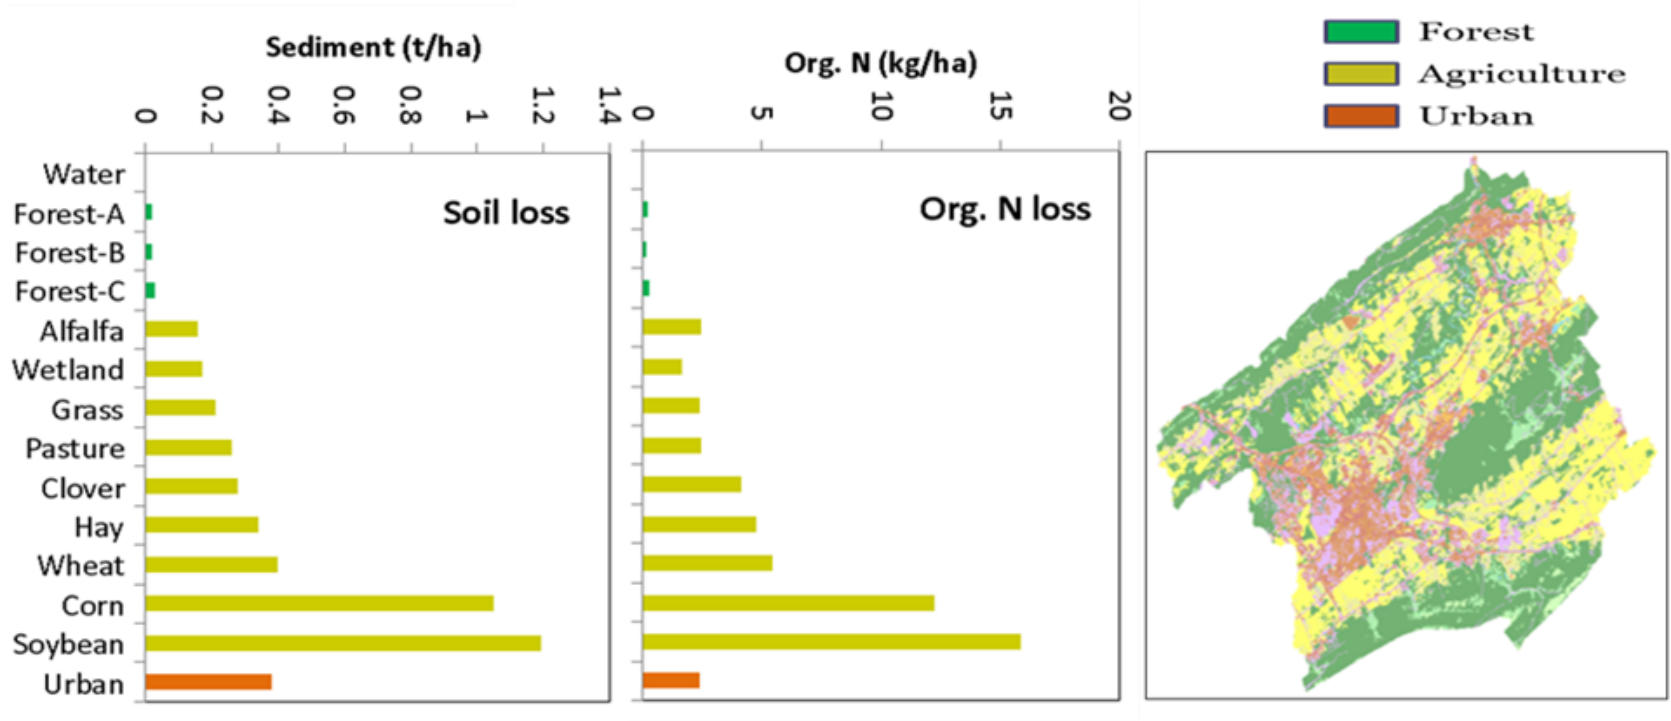 Sediment (t/ha)
0 0.2 0.4 0.6 0.8 1 1.2 1.4
Water
Forest-A
Forest-B
Forest-C
Alfalfa
Wetland
Grass
Pasture
Clover
Hay
Wheat
Corn
Soybean
Urban
Soil loss
Org. N (kg/ha)
0 5 10 15 20
Org. N loss
Forest
Agriculture
Urban